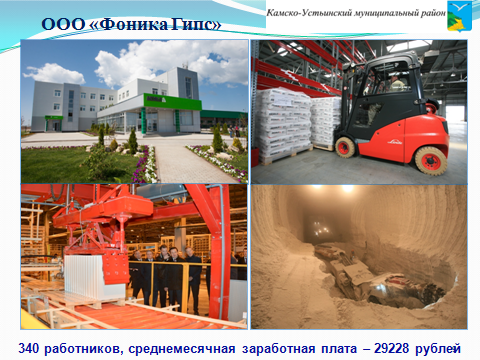 Камско-Устьинский муниципальный район
ООО «Фоника Гипс»
340 работников, среднемесячная заработная плата – 29228 рублей